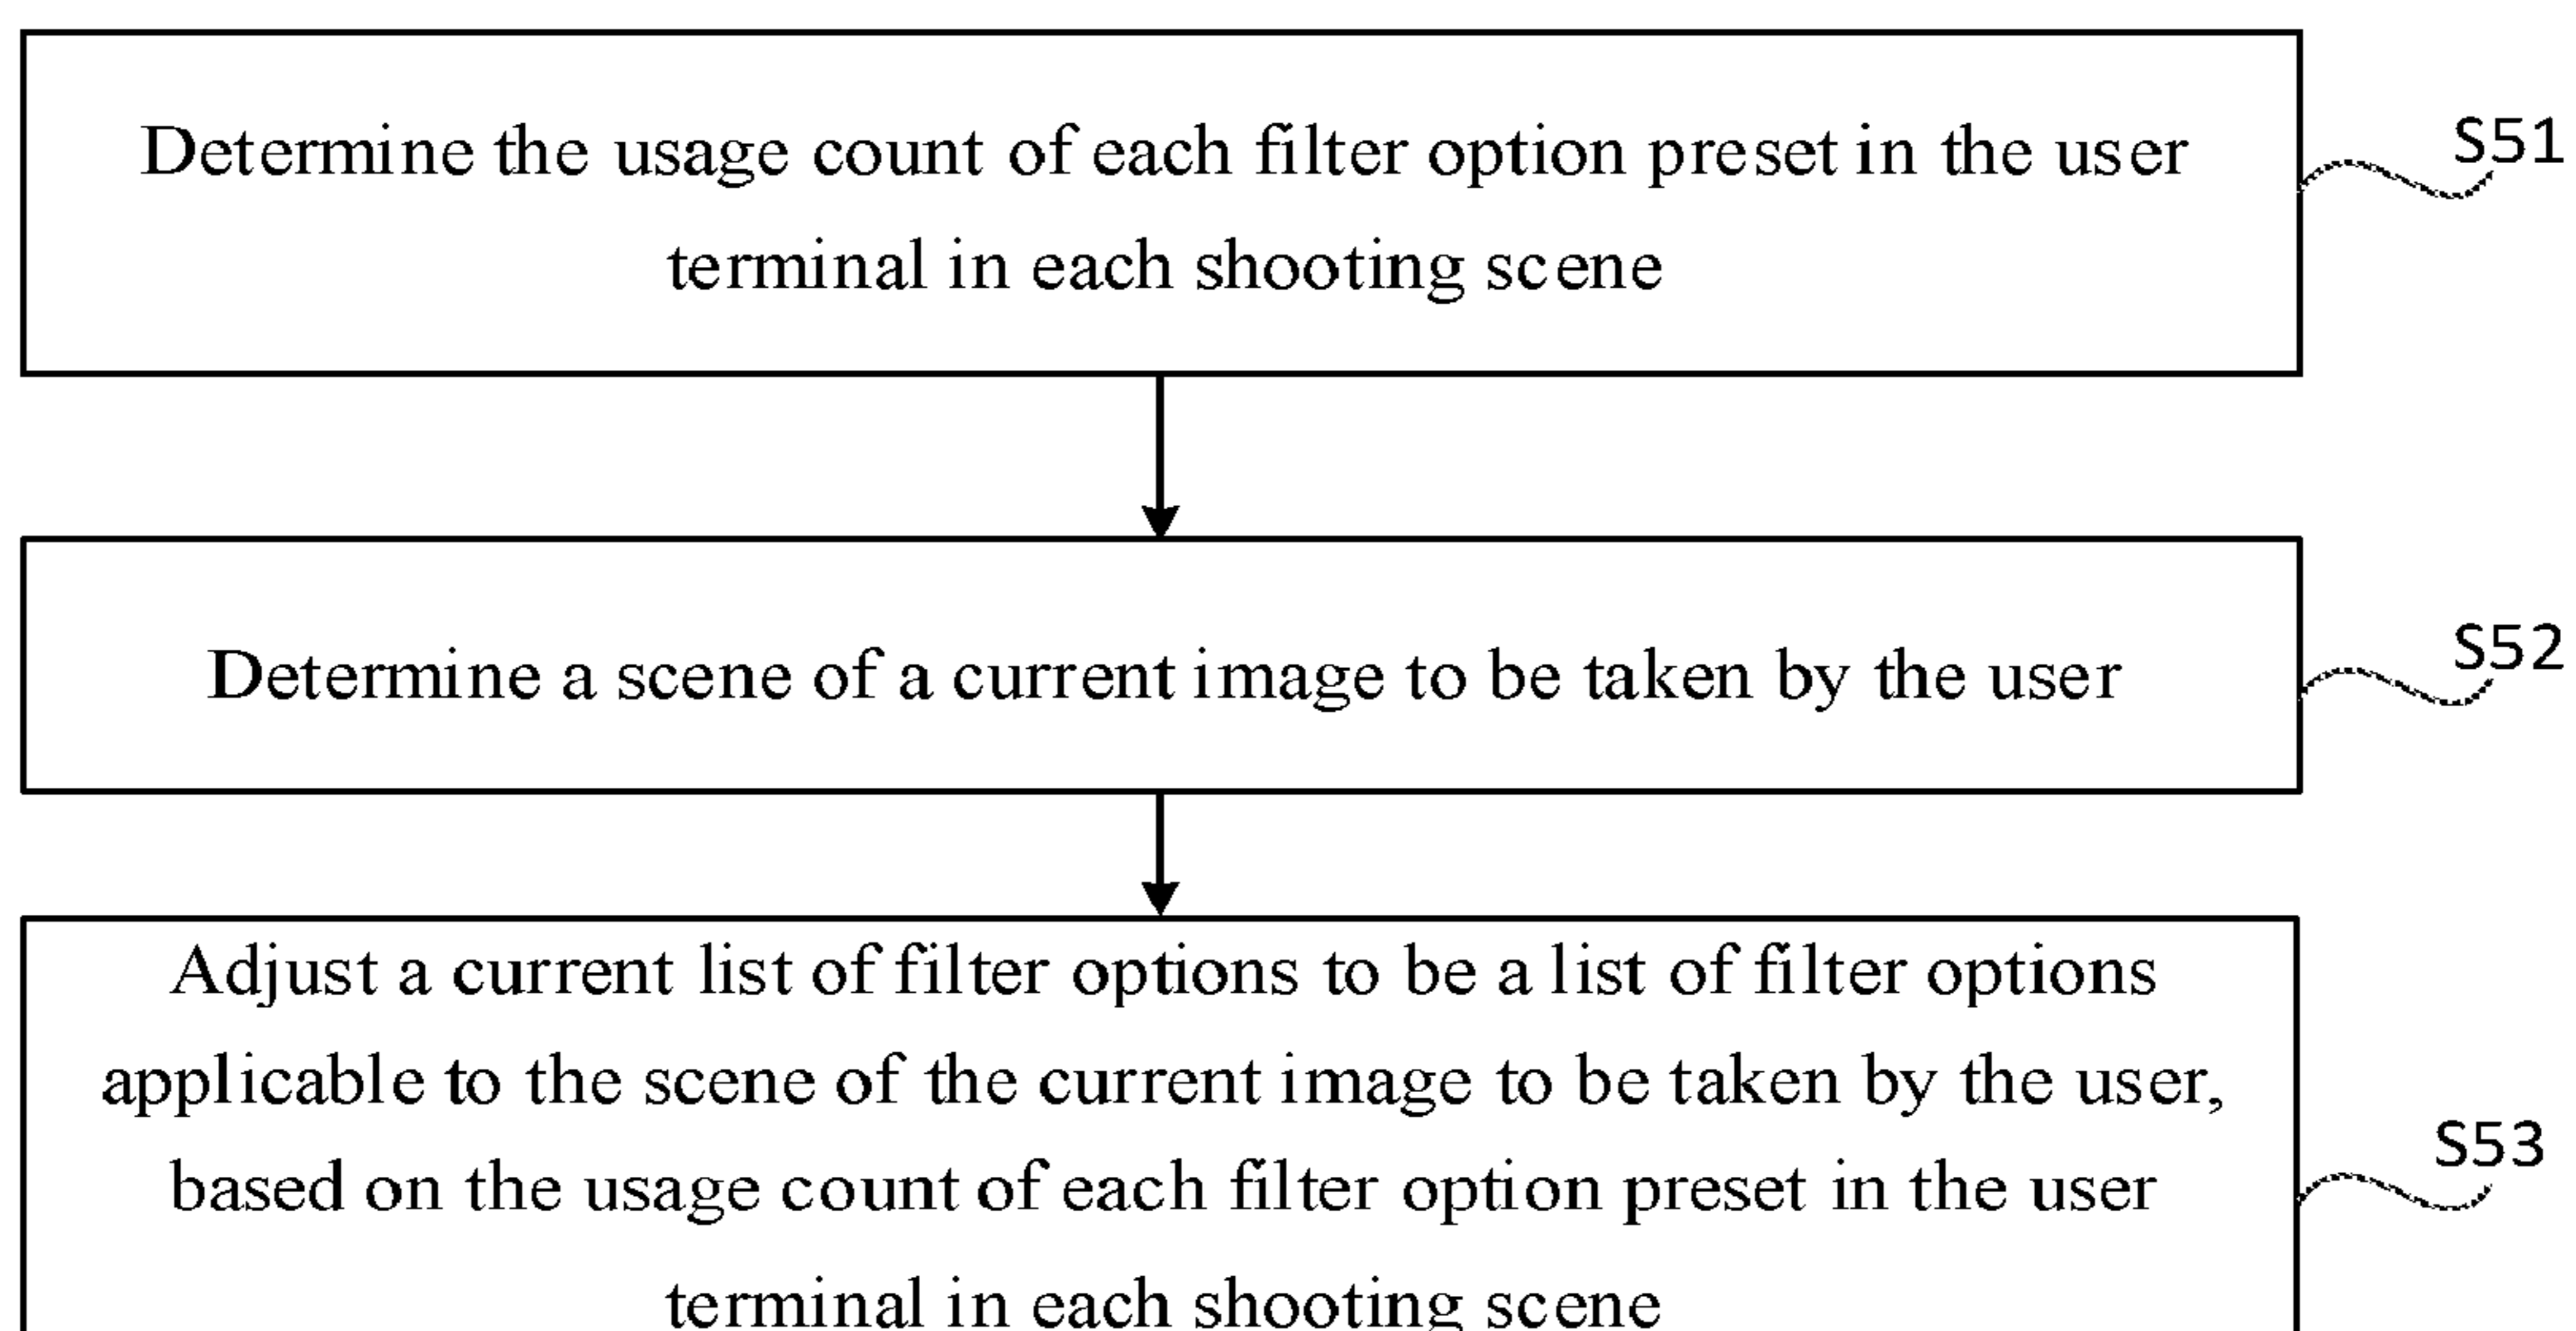 Determine the usage count of each filter option preset in the user
terminal in each shooting scene
S51
Determine a scene of a current image to be taken by the user
S52
Adjust a current list of filter options to be a list of filter options
applicable to the scene of the current image to be taken by the user,
based on the usage count of each filter option preset in the user
terminal in each shooting scene
S53